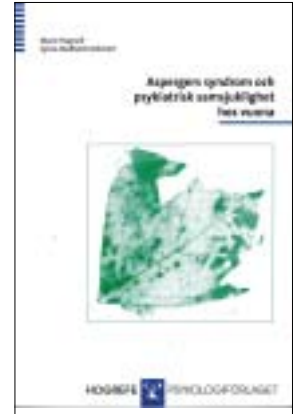 Aspergers syndrom och
psykiatrisk samsjuklighet
hos vuxna
HOGREFE PSYKOLOGIFÖRLAGET